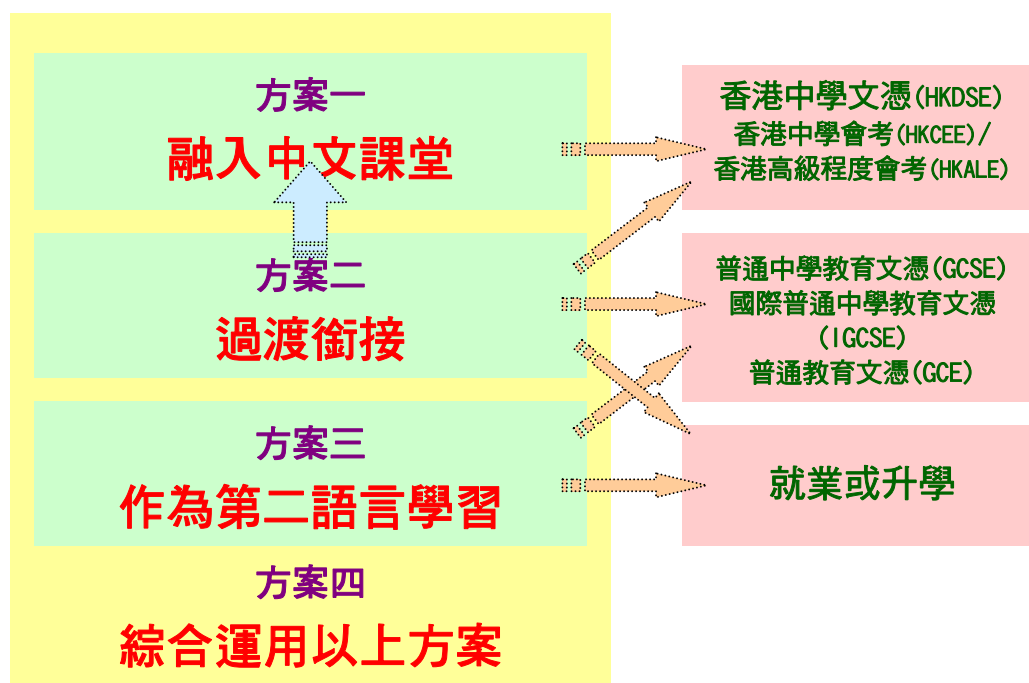 方案一
融入中文課堂
方案二
過渡銜接
方案三
作為第二語言學習
方案四
綜合運用以上方案
香港中學文憑(HKDSE)
香港中學會考(HKCEE)/
香港高級程度會考(HKALE)
普通中學教育文憑(GCSE)
國際普通中學教育文憑
(IGCSE)
普通教育文憑(GCE)
就業或升學